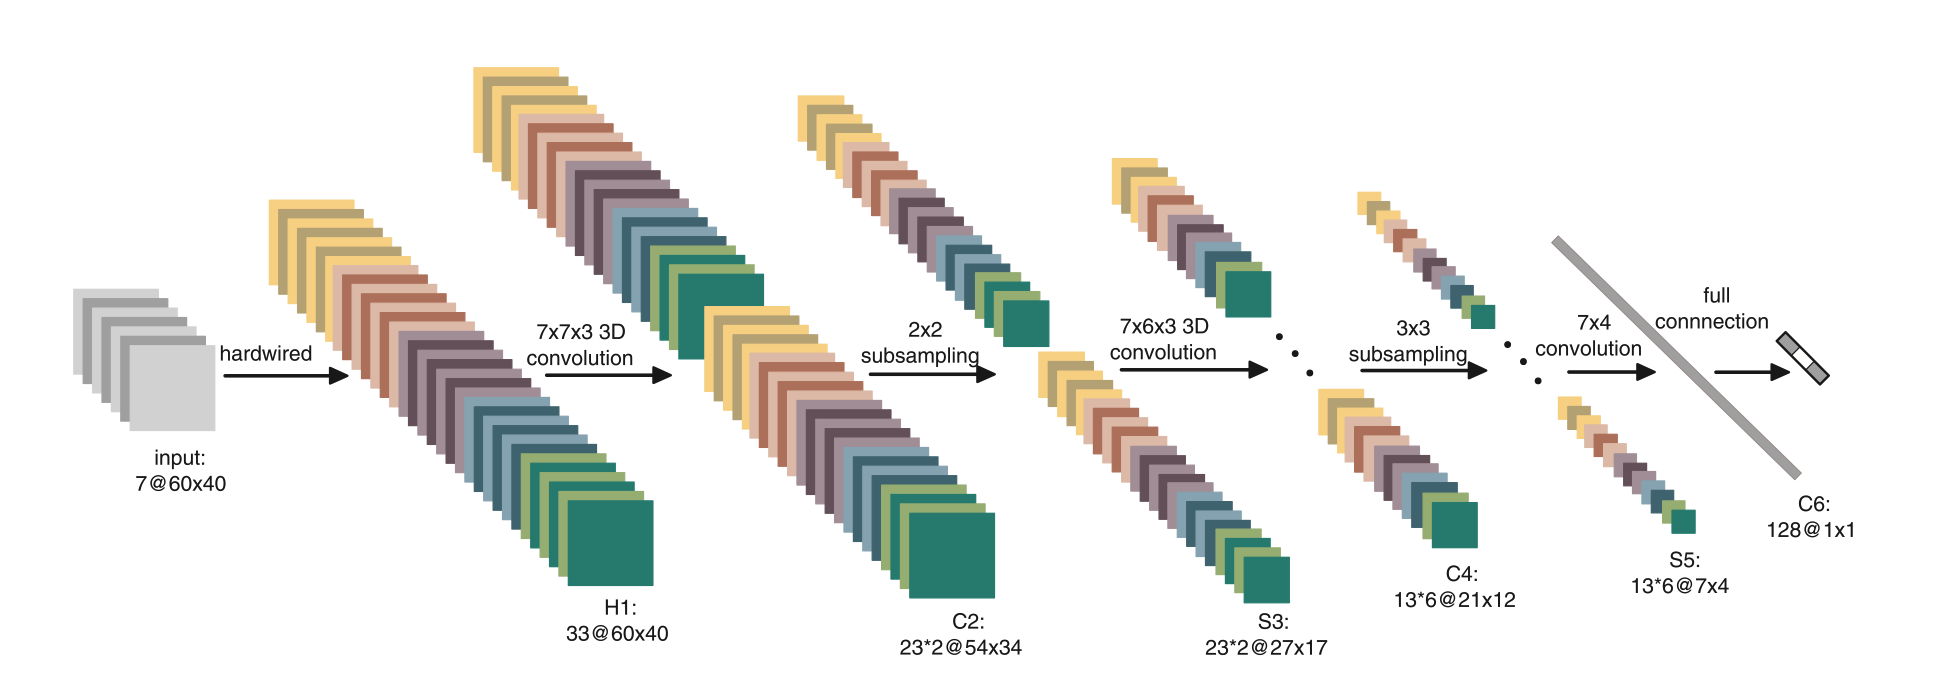 input:
7@60x40
hardwired
H1:
33@60x40
7x7x3 3D
convolution
C2:
23*2@54x34
2x2
subsampling
S3:
23*2@27x17
7x6x3 3D
convolution
C4:
13*6@21x12
3x3
subsampling
S5:
13*6@7x4
7x4
convolution
C6:
128@1x1
full
connnection